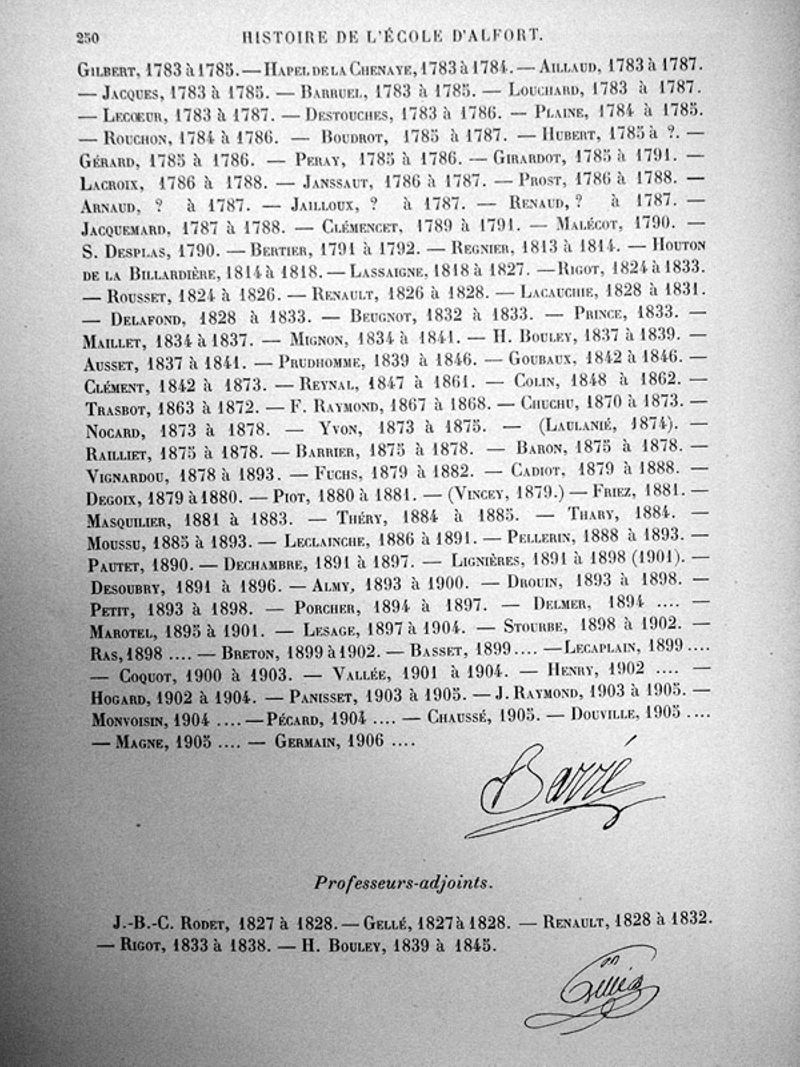 250 HISTOIRE DE L'ÉCOLE D'ALFORT.
GILBERT, 1783 à 1785. — HAPEL DE LA CHENAYE, 1783 à 1784. — AILLAUD, 1783 à 1787.
— JACQUES, 1783 à 1785. — BARRUEL, 1783 à 1785. — LOUCHARD, 1783 à 1787.
— LECŒUR, 1783 à 1787. — DESTOUCHES, 1783 à 1786. — PLAINE, 1784 à 1785.
— ROUCHON, 1784 à 1786. — BOUDROT, 1785 à 1787. — HUBERT, 1785 à ?. —
GÉRARD, 1785 à 1786. — PERAY, 1785 à 1786. — GIRARDOT, 1785 à 1791. —
LACROIX, 1786 à 1788. — JANSSAUT, 1786 à 1787. — PROST, 1786 à 1788. —
ARNAUD, ? à 1787. — JAILLOUX, ? à 1787. — RENAUD, ? à 1787. —
JACQUEMARD, 1787 à 1788. — CLÉMENCET, 1789 à 1791. — MALÉCOT, 1790. —
S. DESPLAS, 1790. — BERTIER, 1791 à 1792. — REGNIER, 1813 à 1814. — HOUTON
DE LA BILLARDIÈRE, 1814 à 1818. — LASSAIGNE, 1818 à 1827. — RIGOT, 1824 à 1833.
— ROUSSET, 1824 à 1826. — RENAULT, 1826 à 1828. — LACAUCHIE, 1828 à 1831.
— DELAFOND, 1828 à 1833. — BEUGNOT, 1832 à 1833. — PRINCE, 1833. —
MAILLET, 1834 à 1837. — MIGNON, 1834 à 1841. — H. BOULEY, 1837 à 1839. —
AUSSET, 1837 à 1841. — PRUDHOMME, 1839 à 1846. — GOUBAUX, 1842 à 1846. —
CLÉMENT, 1842 à 1873. — REYNAL, 1847 à 1861. — COLIN, 1848 à 1862. —
TRASBOT, 1863 à 1872. — F. RAYMOND, 1867 à 1868. — CHUCHU, 1870 à 1873. —
NOCARD, 1873 à 1878. — YVON, 1873 à 1875. — (LAULANIÉ, 1874). —
RAILLIET, 1875 à 1878. — BARRIER, 1875 à 1878. — BARON, 1875 à 1878. —
VIGNARDOU, 1878 à 1893. — FUCHS, 1879 à 1882. — CADIOT, 1879 à 1888. —
DEGOIX, 1879 à 1880. — PIOT, 1880 à 1881. — (VINCEY, 1879.) — FRIEZ, 1881. —
MASQUILIER, 1881 à 1883. — THÉRY, 1884 à 1885. — THARY, 1884. —
MOUSSU, 1885 à 1893. — LECLAINCHE, 1886 à 1891. — PELLERIN, 1888 à 1893. —
PAUTET, 1890. — DECHAMBRE, 1891 à 1897. — LIGNIÈRES, 1891 à 1898 (1901). —
DESOUBRY, 1891 à 1896. — ALMY, 1893 à 1900. — DROUIN, 1893 à 1898. —
PETIT, 1893 à 1898. — PORCHER, 1894 à 1897. — DELMER, 1894 .... —
MAROTEL, 1895 à 1901. — LESAGE, 1897 à 1904. — STOURBE, 1898 à 1902. —
RAS, 1898 .... — BRETON, 1899 à 1902. — BASSET, 1899 .... — LECAPLAIN, 1899 ....
— COQUOT, 1900 à 1903. — VALLÉE, 1901 à 1904. — HENRY, 1902 .... —
HOGARD, 1902 à 1904. — PANISSET, 1903 à 1905. — J. RAYMOND, 1903 à 1905. —
MONVOISIN, 1904 .... — PÉCARD, 1904 .... — CHAUSSÉ, 1905. — DOUVILLE, 1905 ....
— MAGNE, 1905 .... — GERMAIN, 1906 ....
Barré
Professeurs-adjoints.
J.-B.-C. RODET, 1827 à 1828. — GELLÉ, 1827 à 1828. — RENAULT, 1828 à 1832.
— RIGOT, 1833 à 1838. — H. BOULEY, 1839 à 1845.